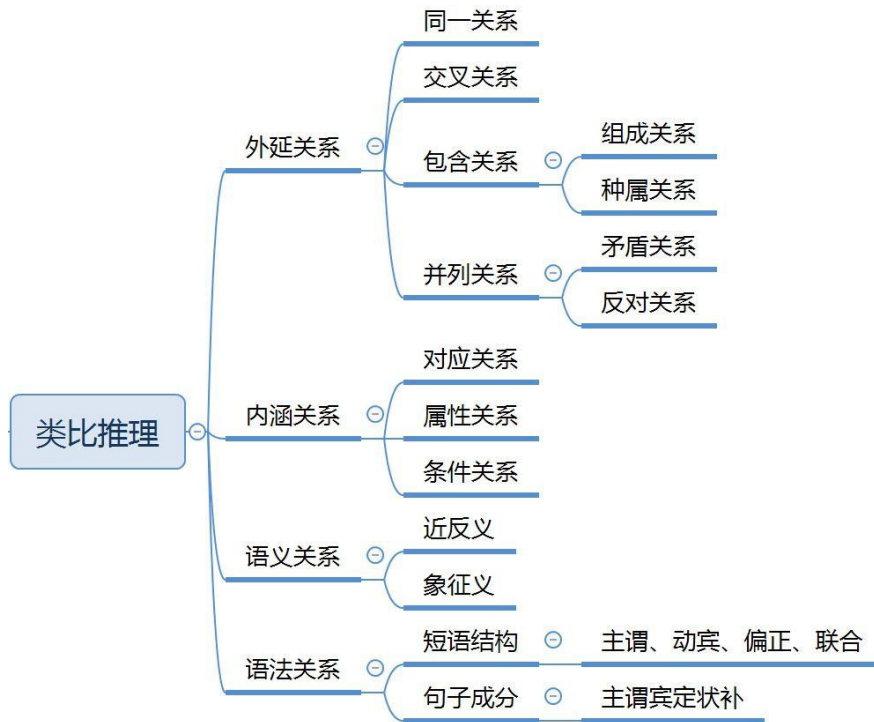 同一关系
交叉关系
外延关系
组成关系
包含关系
种属关系
矛盾关系
并列关系
反对关系
对应关系
类比推理
内涵关系
属性关系
条件关系
近反义
语义关系
象征义
短语结构
主谓、动宾、偏正、联合
语法关系
句子成分
主谓宾定状补